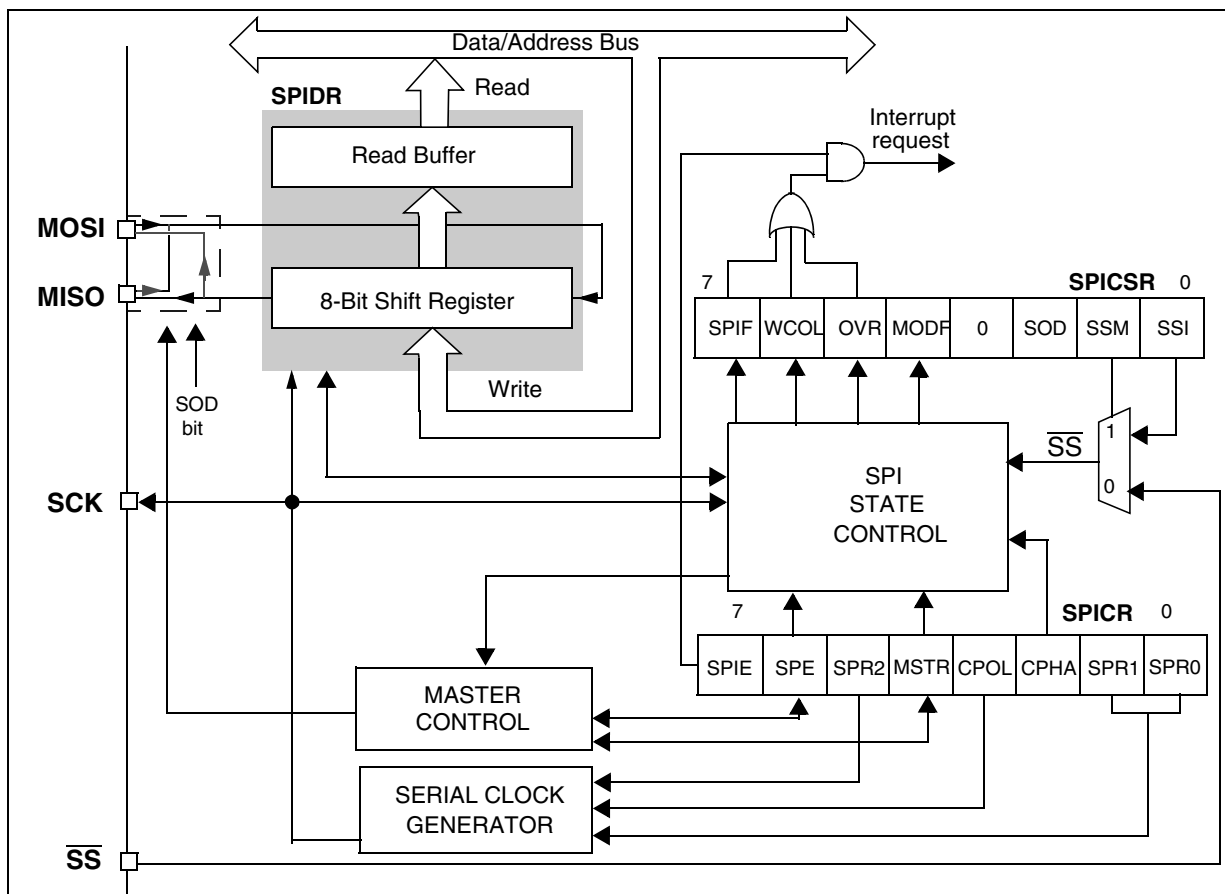 Data/Address Bus
Read
SPIDR
Interrupt
request
Read Buffer
MOSI
MISO
8-Bit Shift Register
7
SPICSR
0
SPIF
WCOL
OVR
MODF
0
SOD
SSM
SSI
Write
SOD
bit
1
SS
0
SCK
SPI
STATE
CONTROL
7
SPICR
0
SPIE
SPE
SPR2
MSTR
CPOL
CPHA
SPR1
SPR0
MASTER
CONTROL
SERIAL CLOCK
GENERATOR
SS